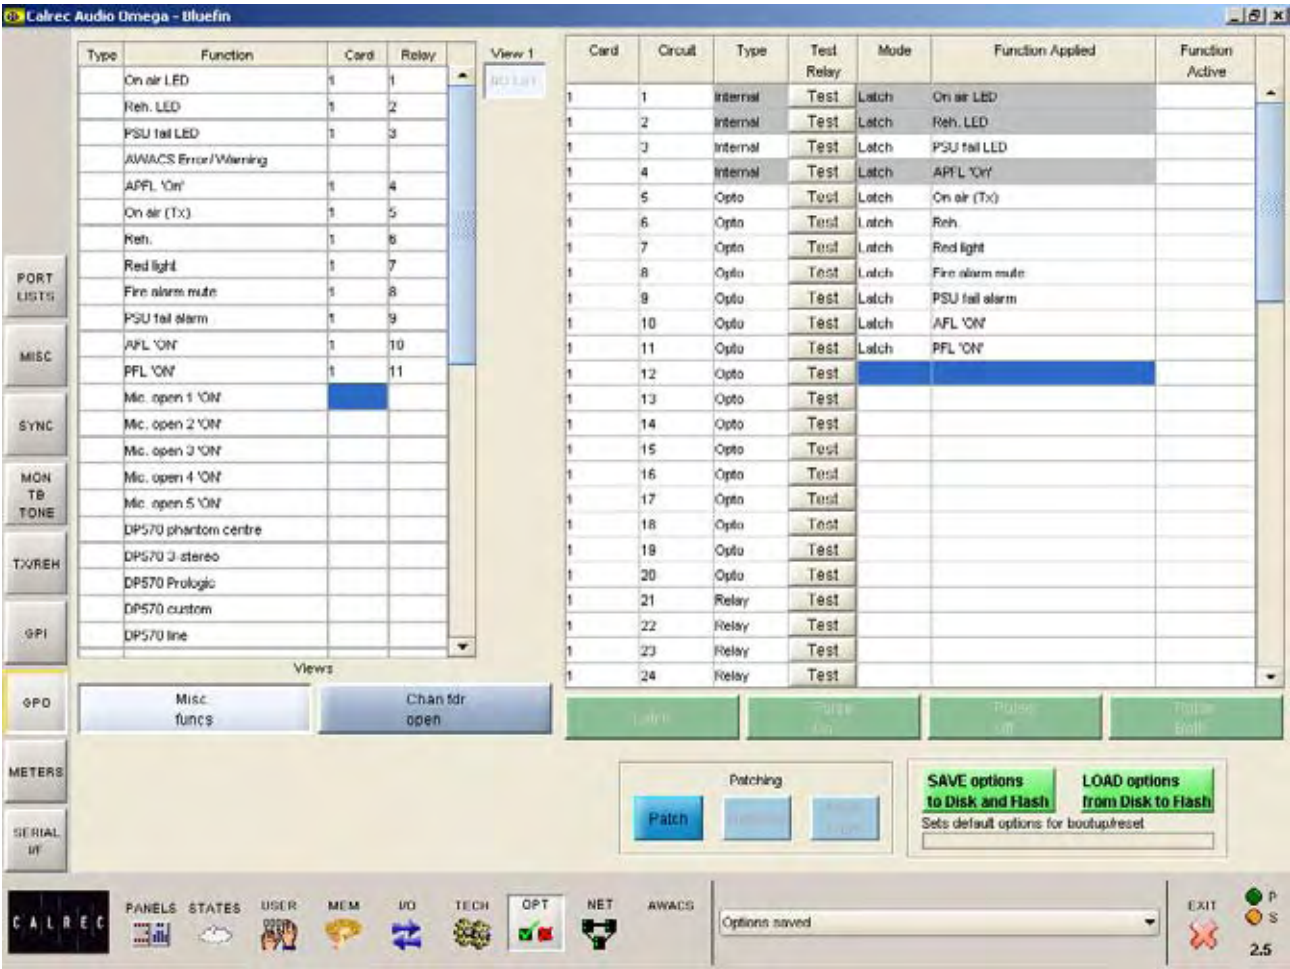 Calrec Audio Omega - Bluefin
Type Function Card Relay
On air LED 1 1
Reh. LED 1 2
PSU fail LED 1 3
AWACS Error/Warning
APFL 'On' 1 4
On air (Tx) 1 5
Reh. 1 6
Red light 1 7
Fire alarm mute 1 8
PSU fail alarm 1 9
AFL 'ON' 1 10
PFL 'ON' 1 11
Mic. open 1 'ON'
Mic. open 2 'ON'
Mic. open 3 'ON'
Mic. open 4 'ON'
Mic. open 5 'ON'
DP570 phantom centre
DP570 3-stereo
DP570 Prologic
DP570 custom
DP570 line
View 1
Card Circuit Type Test Relay Mode Function Applied Function Active
1 1 Internal Test Latch On air LED
1 2 Internal Test Latch Reh. LED
1 3 Internal Test Latch PSU fail LED
1 4 Internal Test Latch APFL 'On'
1 5 Opto Test Latch On air (Tx)
1 6 Opto Test Latch Reh.
1 7 Opto Test Latch Red light
1 8 Opto Test Latch Fire alarm mute
1 9 Opto Test Latch PSU fail alarm
1 10 Opto Test Latch AFL 'ON'
1 11 Opto Test Latch PFL 'ON'
1 12 Opto Test
1 13 Opto Test
1 14 Opto Test
1 15 Opto Test
1 16 Opto Test
1 17 Opto Test
1 18 Opto Test
1 19 Opto Test
1 20 Opto Test
1 21 Relay Test
1 22 Relay Test
1 23 Relay Test
1 24 Relay Test
PORT
LISTS
MISC
SYNC
MON
TB
TONE
TX/REH
GPI
GPO
METERS
SERIAL
I/F
Views
Misc
funcs
Chan fdr
open
Latch
Pulse
On
Pulse
Off
Pulse
Both
Patching
Patch
SAVE options
to Disk and Flash
LOAD options
from Disk to Flash
Sets default options for bootup/reset
CALREC
PANELS STATES USER MEM I/O TECH OPT NET AWACS
Options saved
EXIT
P
S
2.5